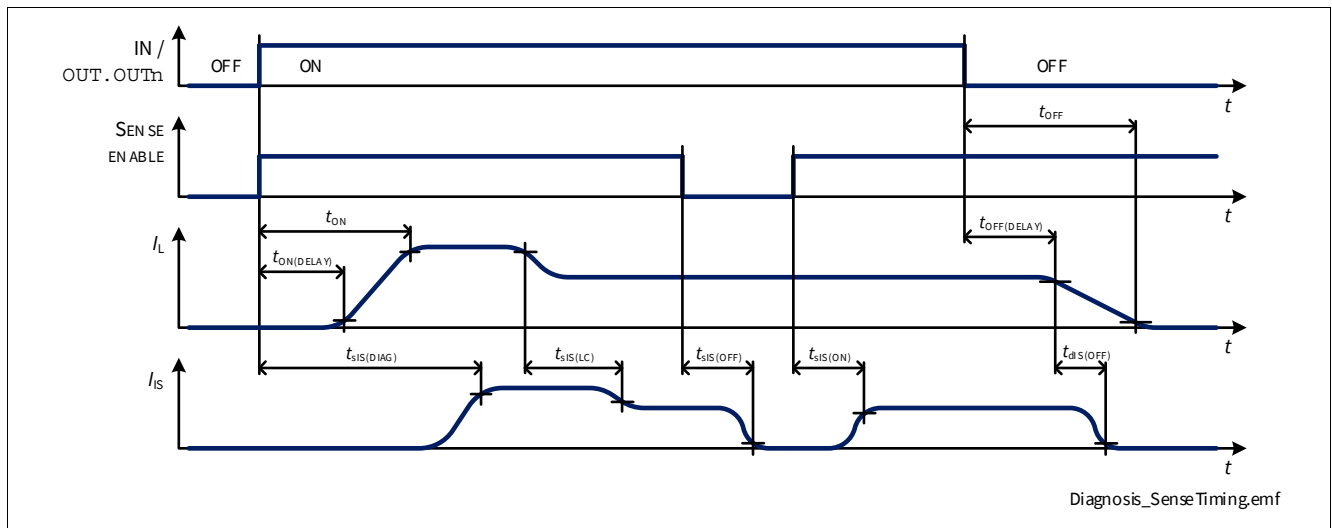 IN /
OUT.OUTn
OFF
ON
OFF
t
SENSE
ENABLE
tOFF
t
IL
tON
tON(DELAY)
tOFF(DELAY)
t
IIS
tsIS(DIAG)
tsIS(LC)
tsIS(OFF)
tsIS(ON)
tdIS(OFF)
t
Diagnosis_SenseTiming.emf